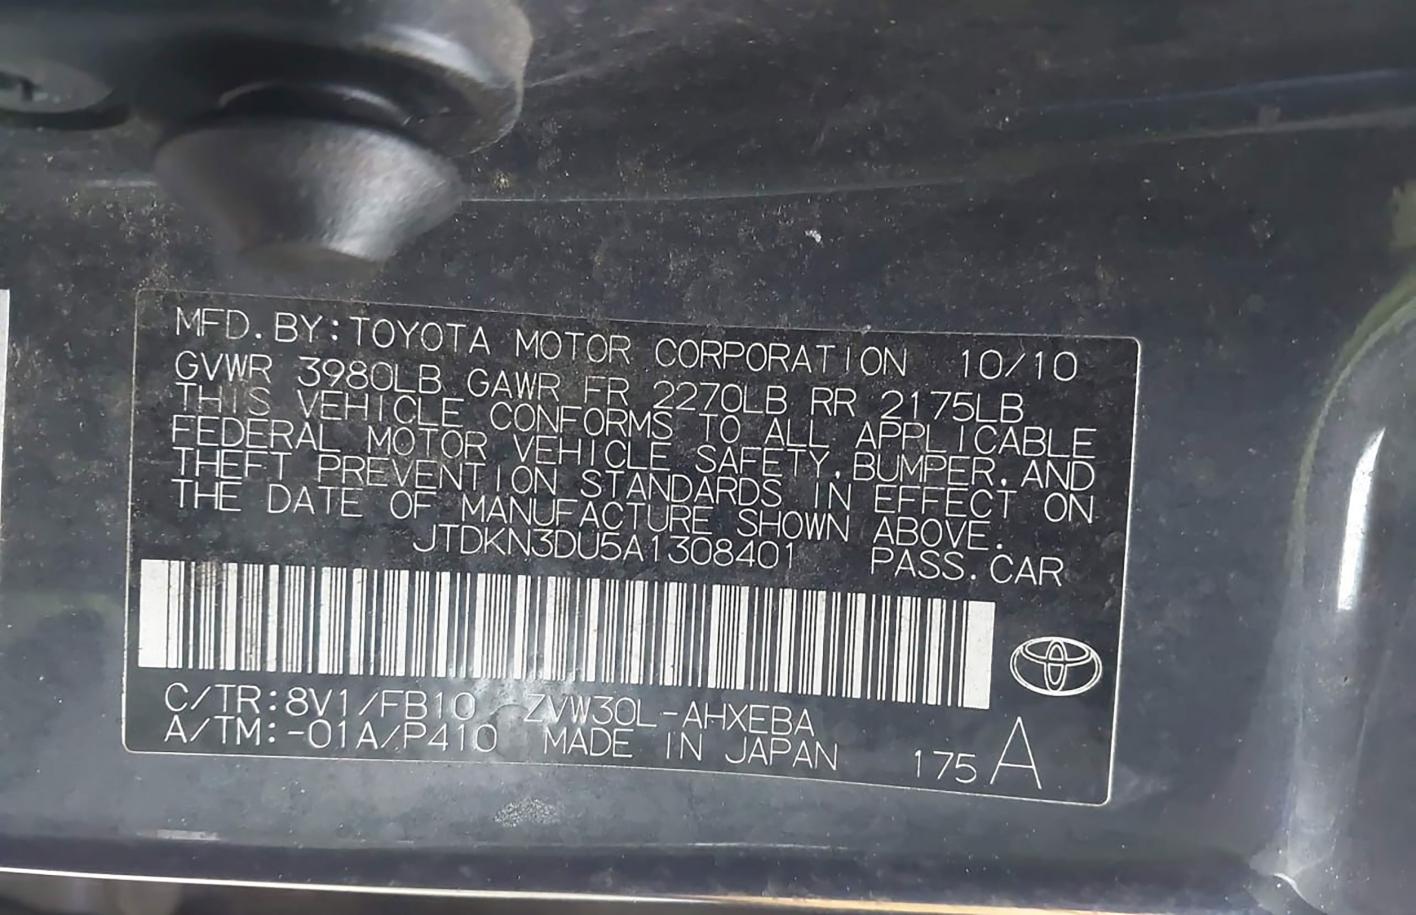 MFD. BY: TOYOTA MOTOR CORPORATION 10/10
GVWR 3980LB GAWR FR 2270LB RR 2175LB
THIS VEHICLE CONFORMS TO ALL APPLICABLE
FEDERAL MOTOR VEHICLE SAFETY, BUMPER, AND
THEFT PREVENTION STANDARDS IN EFFECT ON
THE DATE OF MANUFACTURE SHOWN ABOVE.
JTDKN3DU5A1308401 PASS. CAR
C/TR: 8V1/FB10 ZVW30L-AHXEBA
A/TM: -01A/P410 MADE IN JAPAN 175 A